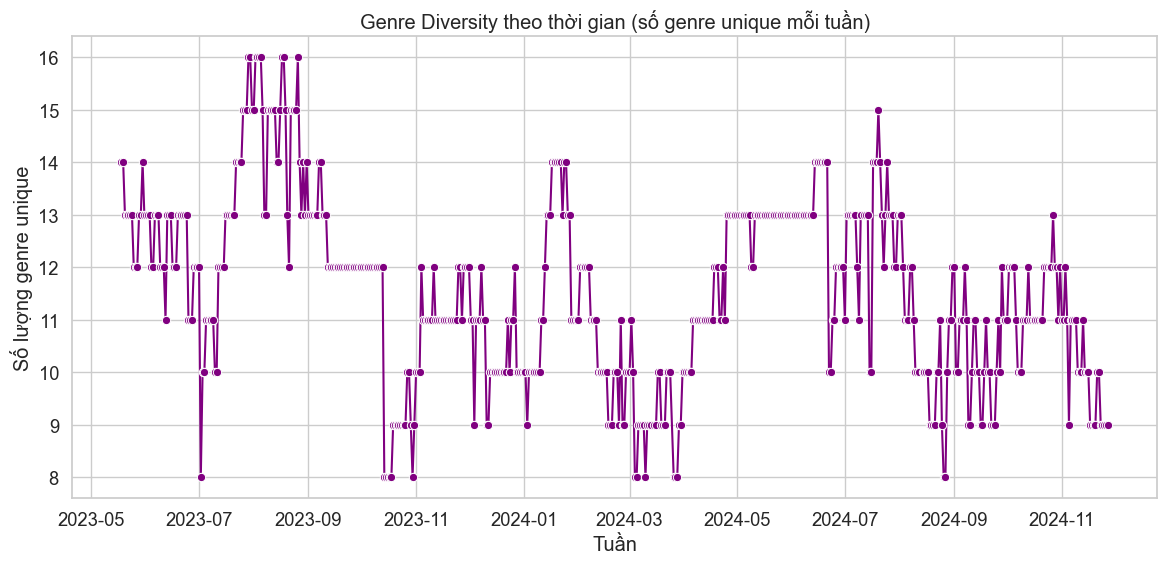 Genre Diversity theo thời gian (số genre unique mỗi tuần)
Số lượng genre unique
16
15
14
13
12
11
10
9
8
2023-05 2023-07 2023-09 2023-11 2024-01 2024-03 2024-05 2024-07 2024-09 2024-11
Tuần